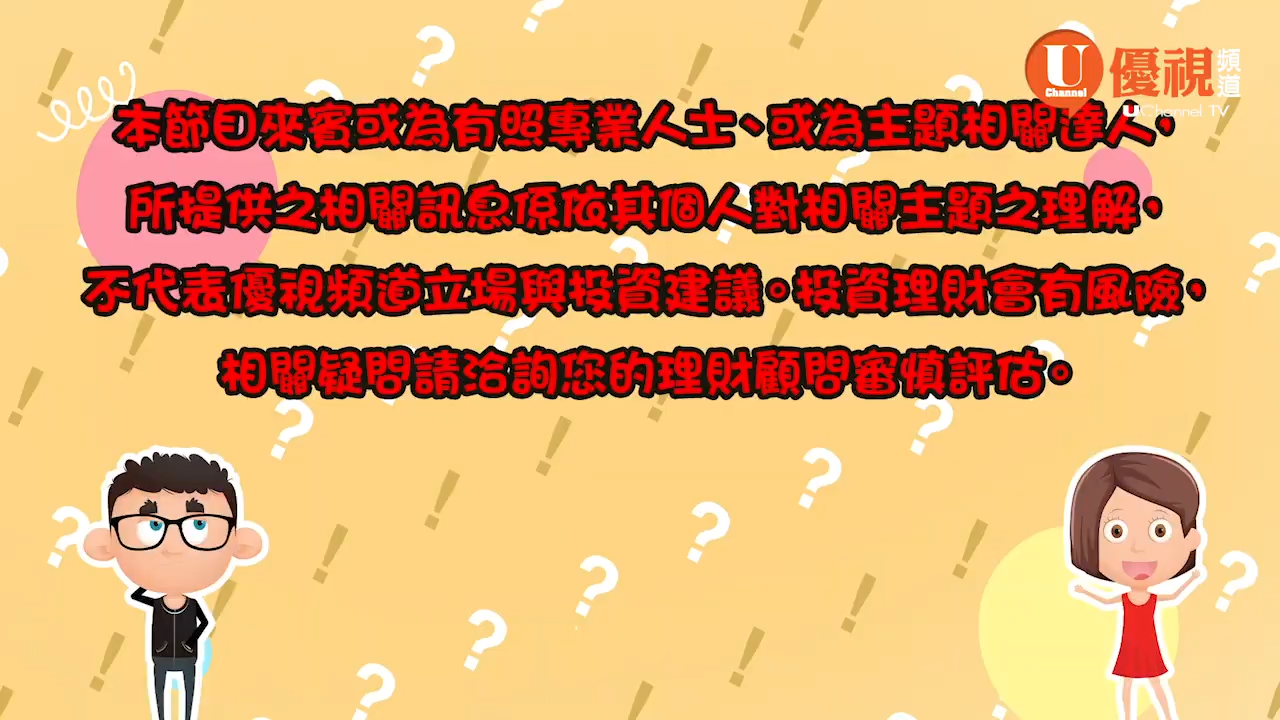 U Channel 優視頻道
UChannel TV
本節目來賓或為有照專業人士、或為主題相關達人，
所提供之相關訊息係依其個人對相關主題之理解，
不代表優視頻道立場與投資建議。投資理財會有風險，
相關疑問請洽詢您的理財顧問審慎評估。